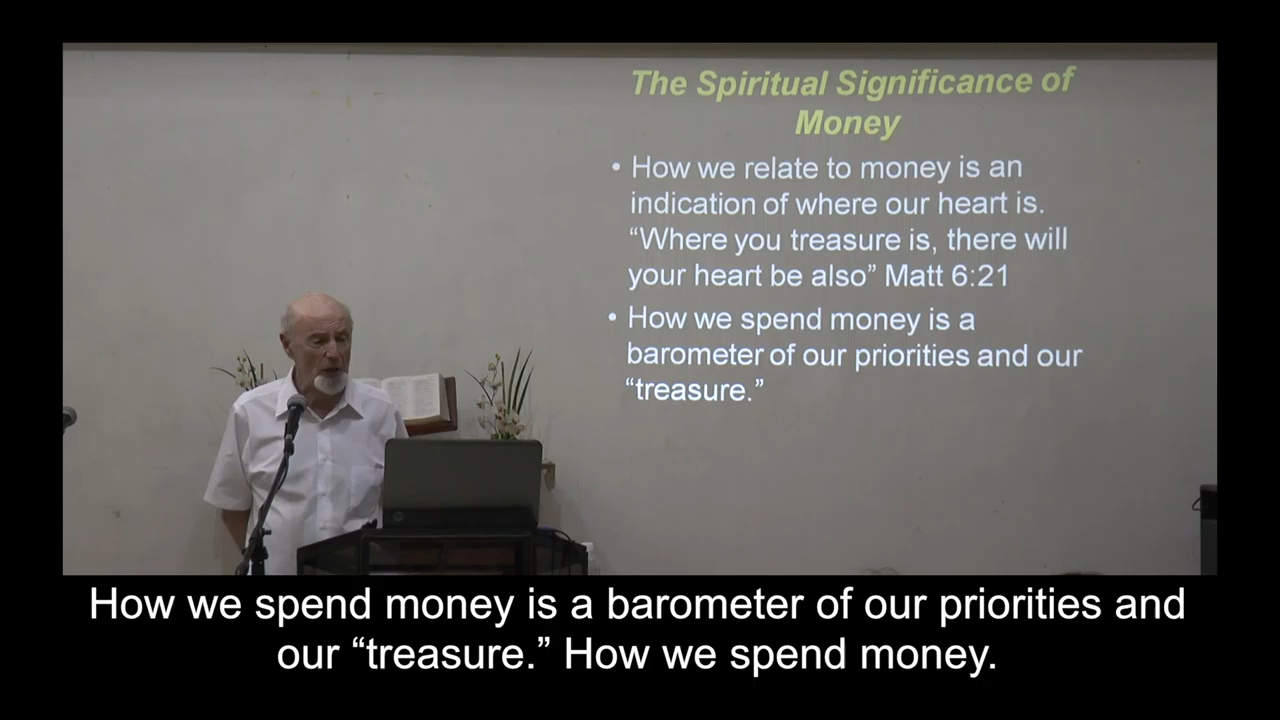 The Spiritual Significance of
Money
• How we relate to money is an
indication of where our heart is.
“Where you treasure is, there will
your heart be also” Matt 6:21
• How we spend money is a
barometer of our priorities and our
“treasure.”
How we spend money is a barometer of our priorities and
our “treasure.” How we spend money.